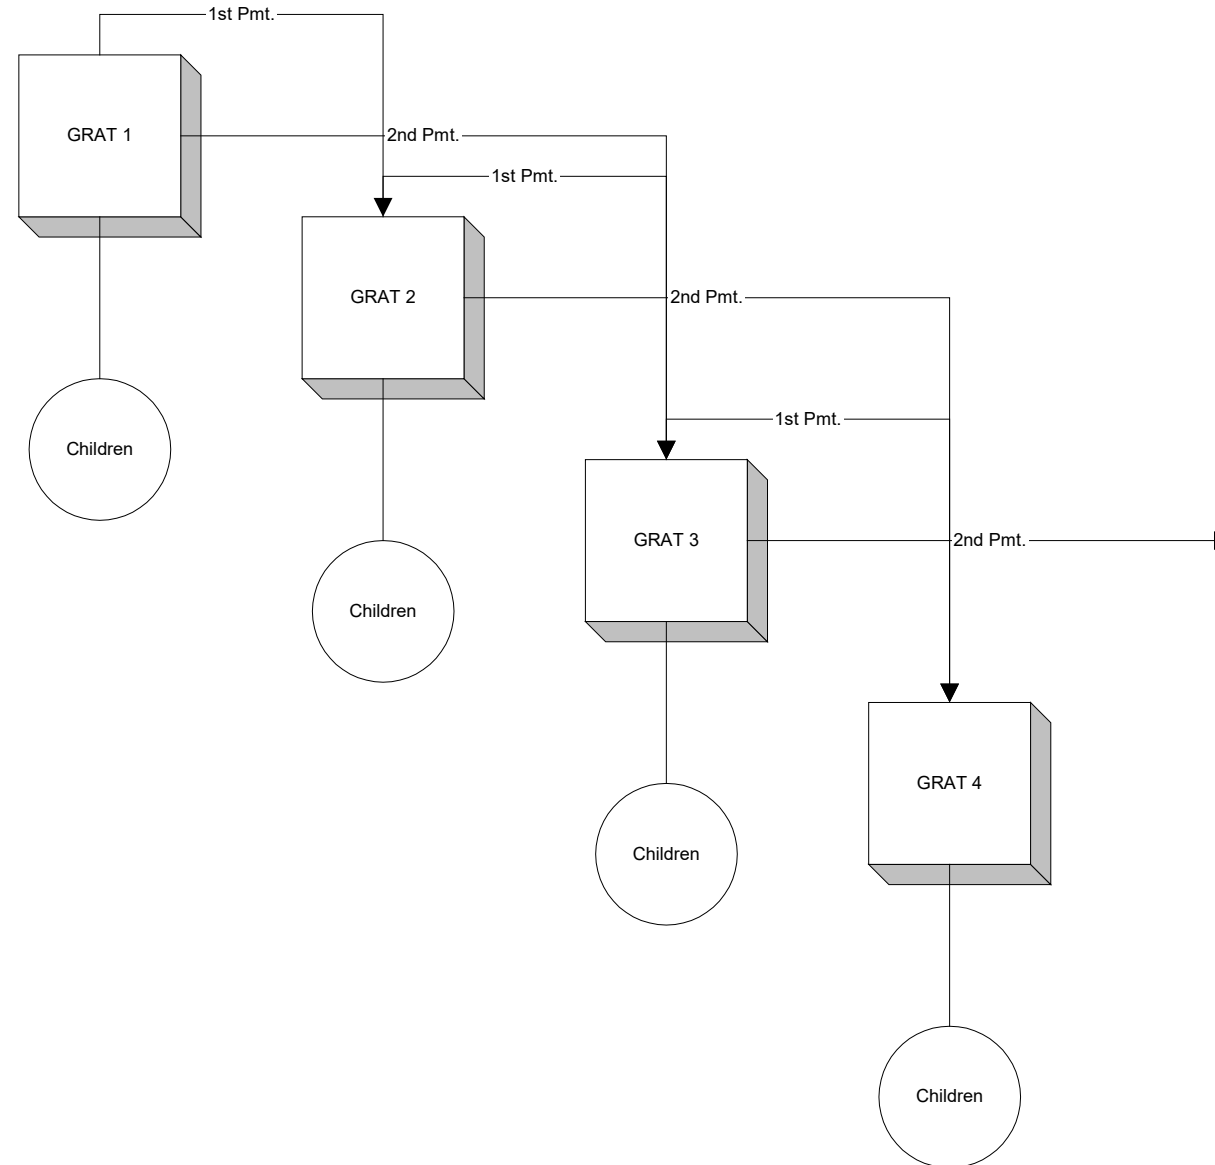 1st Pmt.
GRAT 1
2nd Pmt.
1st Pmt.
GRAT 2
2nd Pmt.
1st Pmt.
Children
GRAT 3
2nd Pmt.
Children
GRAT 4
Children
Children